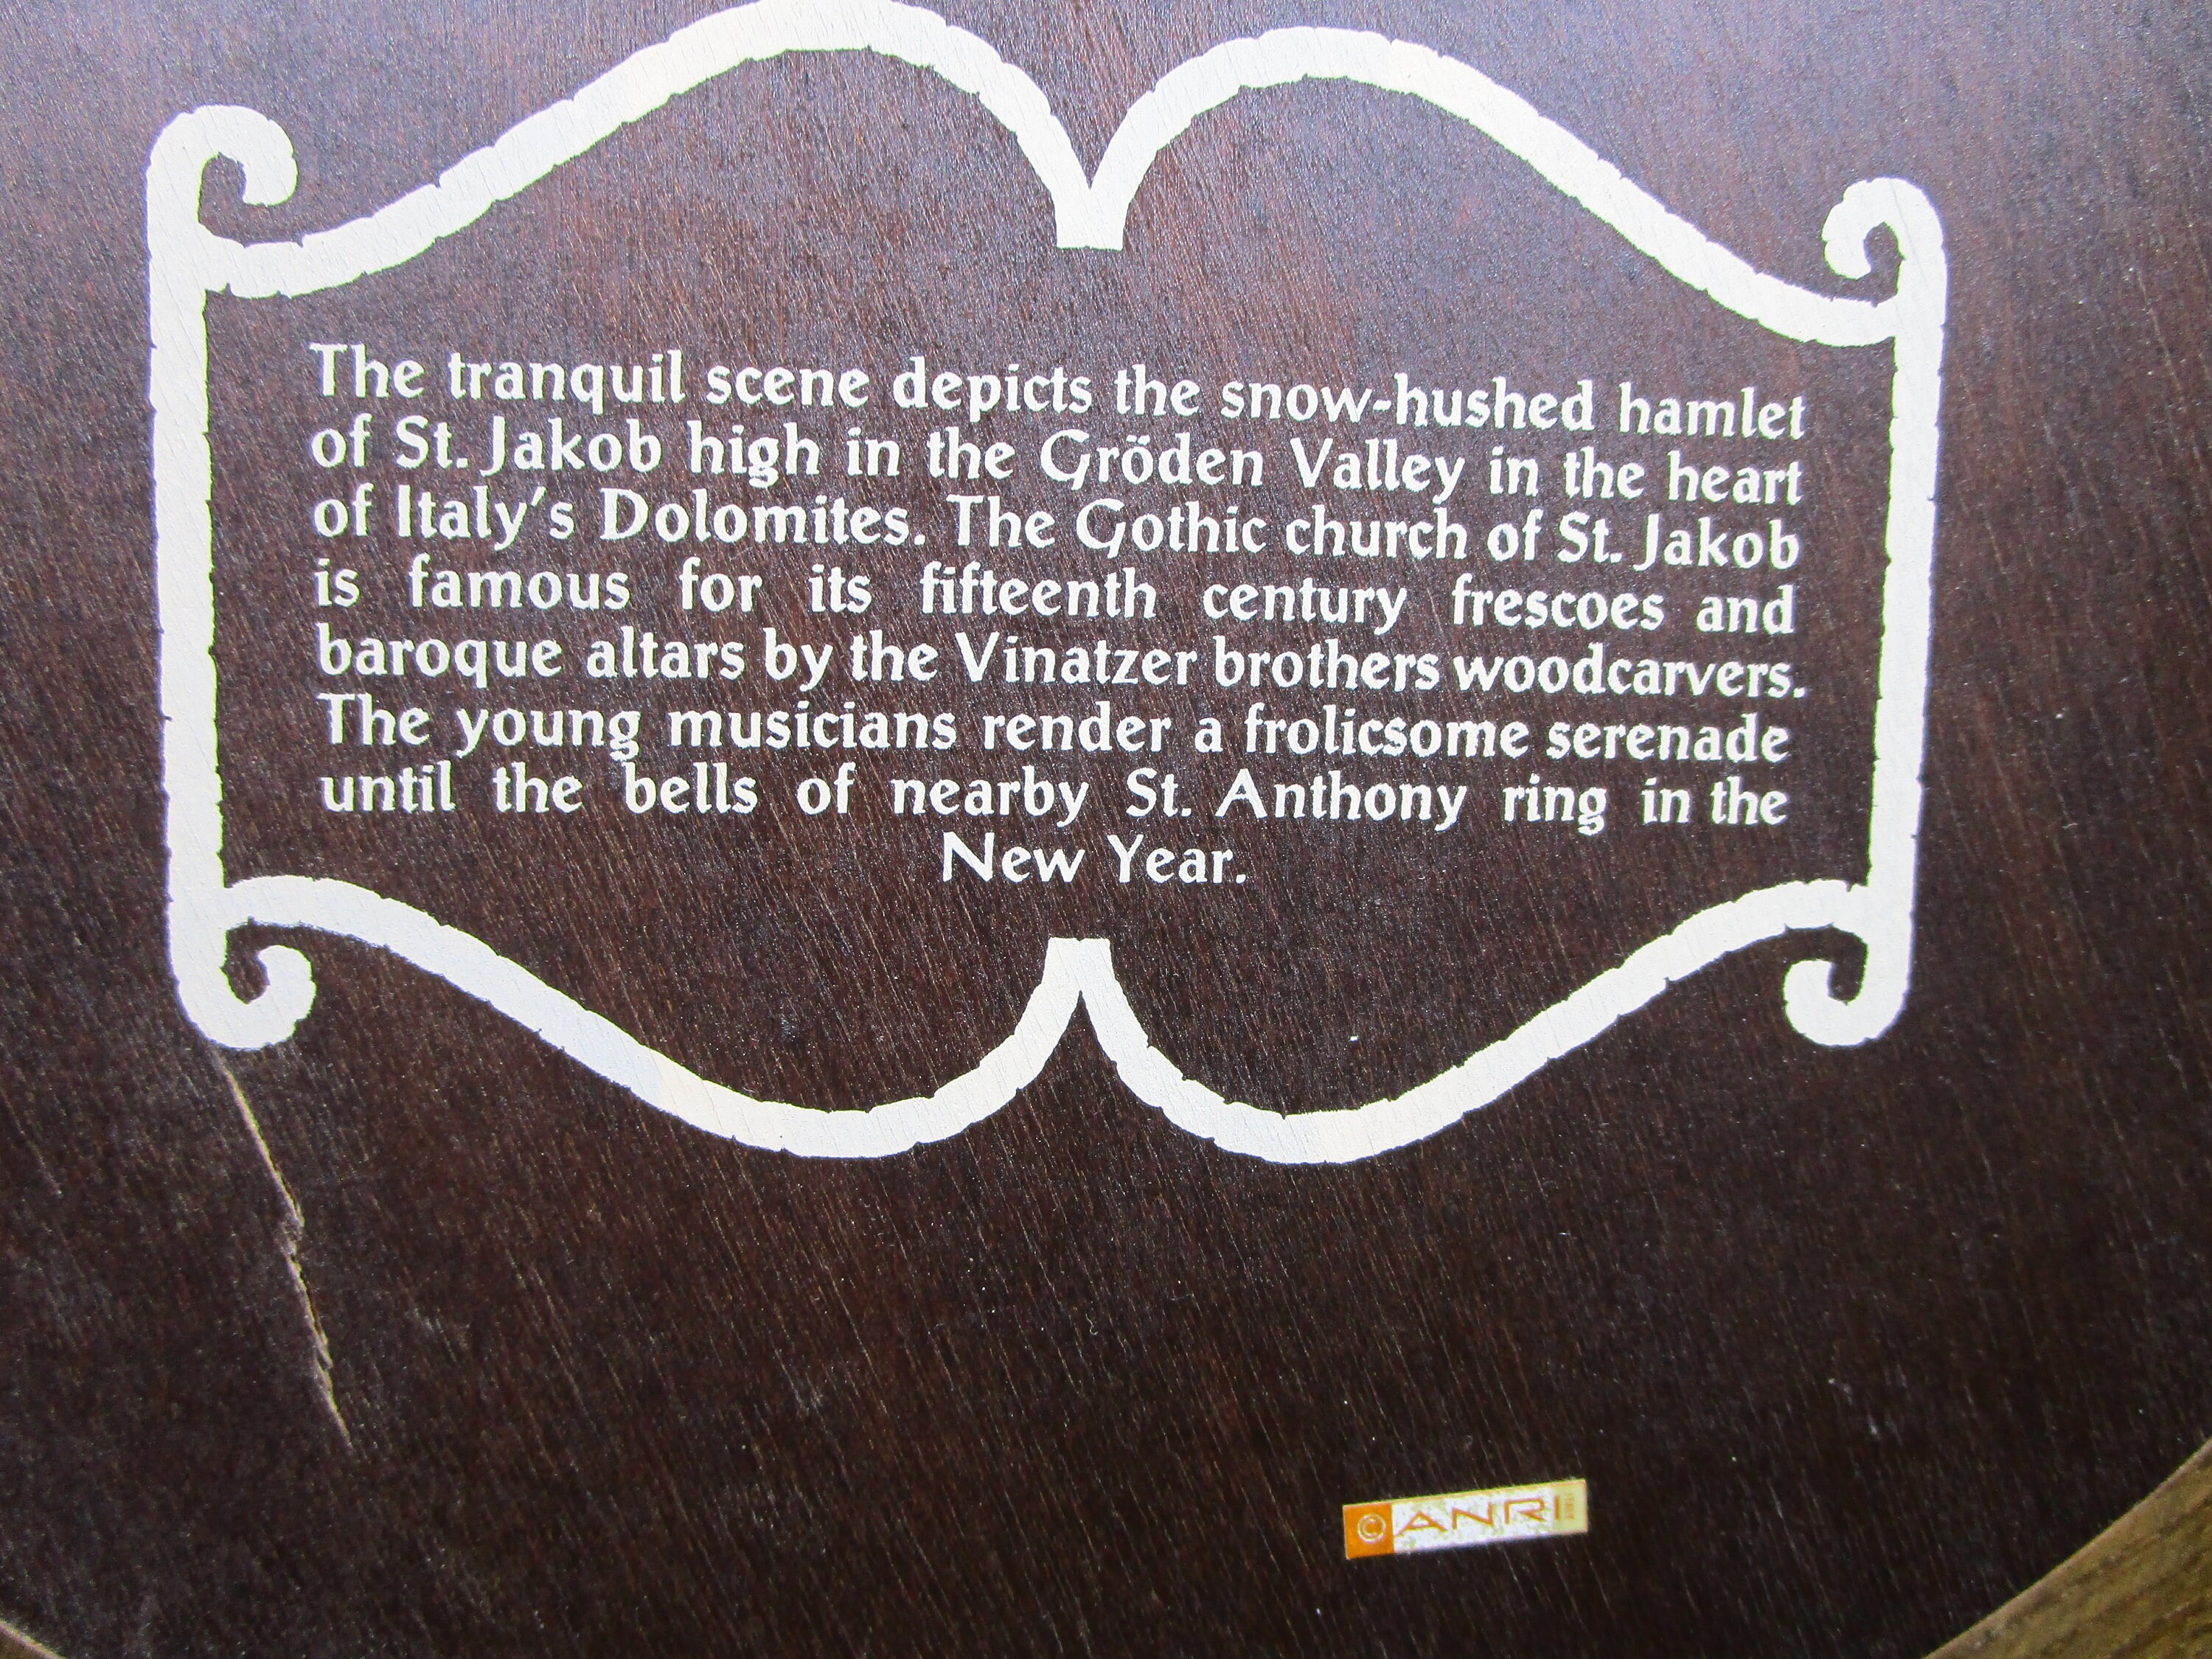 The tranquil scene depicts the snow-hushed hamlet
of St. Jakob high in the Gröden Valley in the heart
of Italy's Dolomites. The Gothic church of St. Jakob
is famous for its fifteenth century frescoes and
baroque altars by the Vinatzer brothers woodcarvers.
The young musicians render a frolicsome serenade
until the bells of nearby St. Anthony ring in the
New Year.
© ANRI